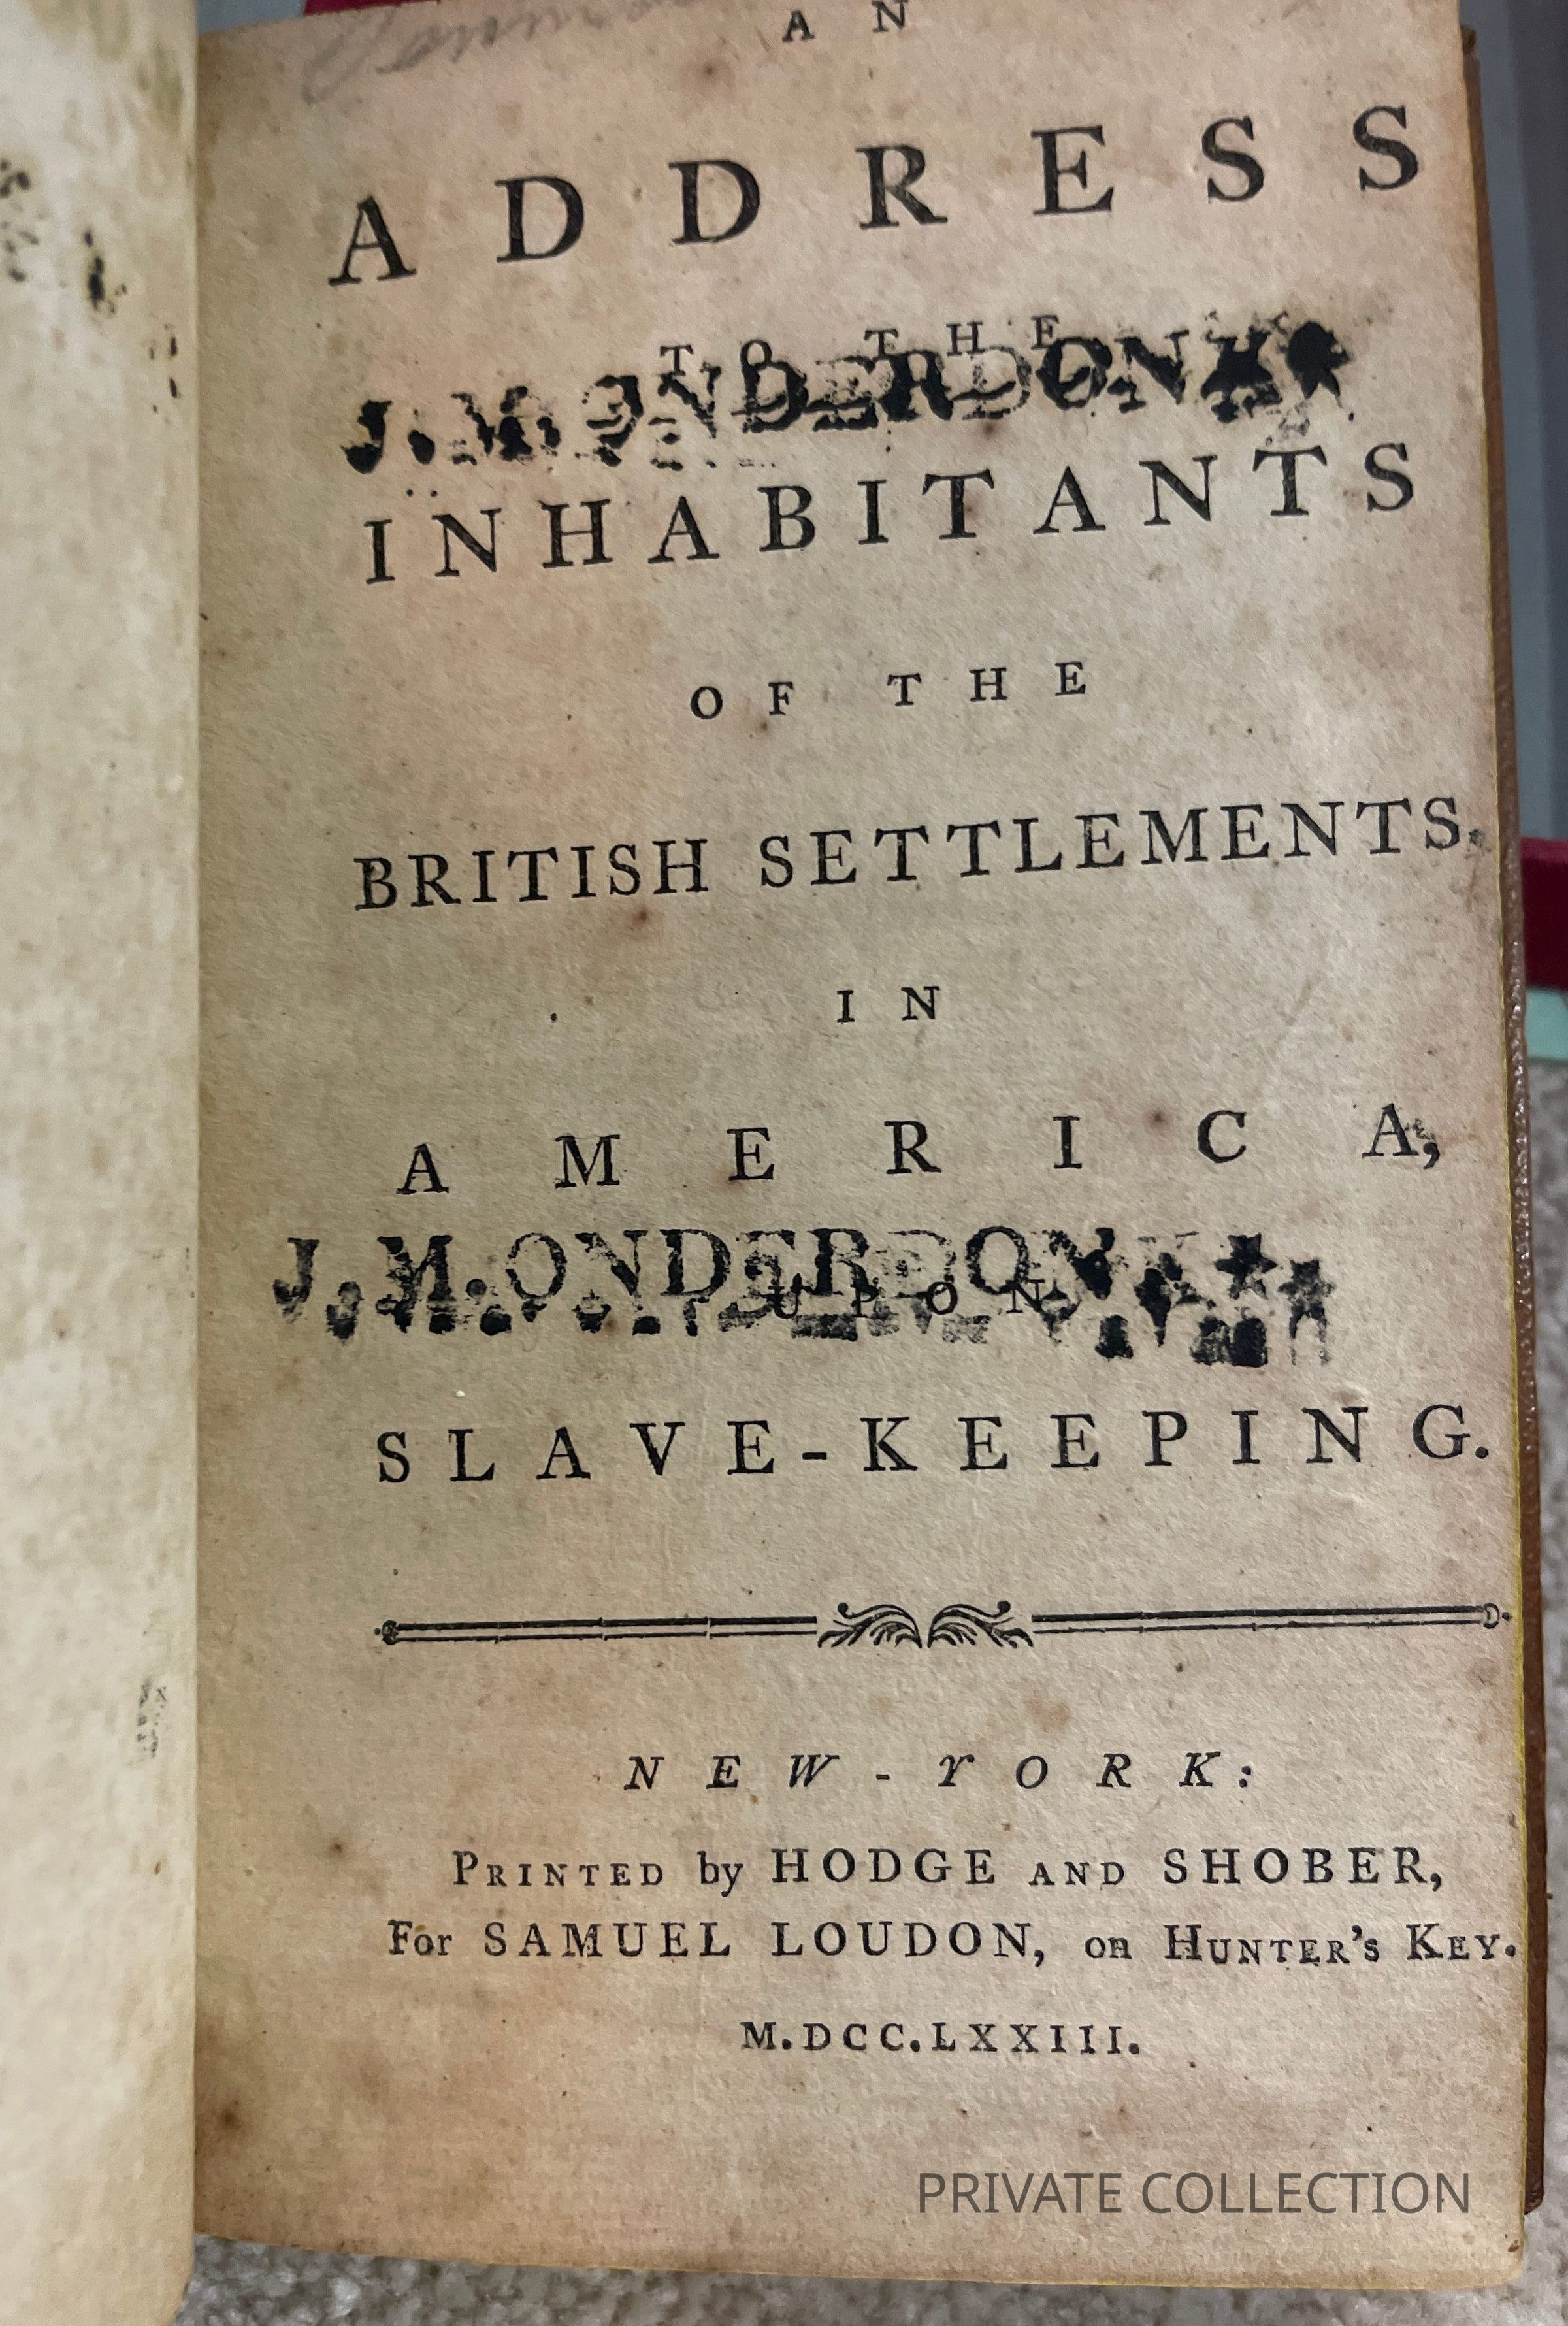 AN
ADDRESS
TO THE
J. M. ONDERDONK
INHABITANTS
OF THE
BRITISH SETTLEMENTS.
IN
AMERICA,
J. M. ONDERDONK
UPON
SLAVE-KEEPING.
NEW-YORK:
PRINTED by HODGE AND SHOBER,
For SAMUEL LOUDON, on HUNTER'S KEY.
M.DCC.LXXIII.
PRIVATE COLLECTION